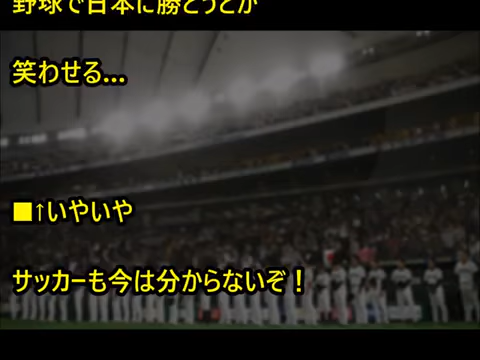 野球で日本に勝とうとか
笑わせる...
■↑いやいや
サッカーも今は分からないぞ！